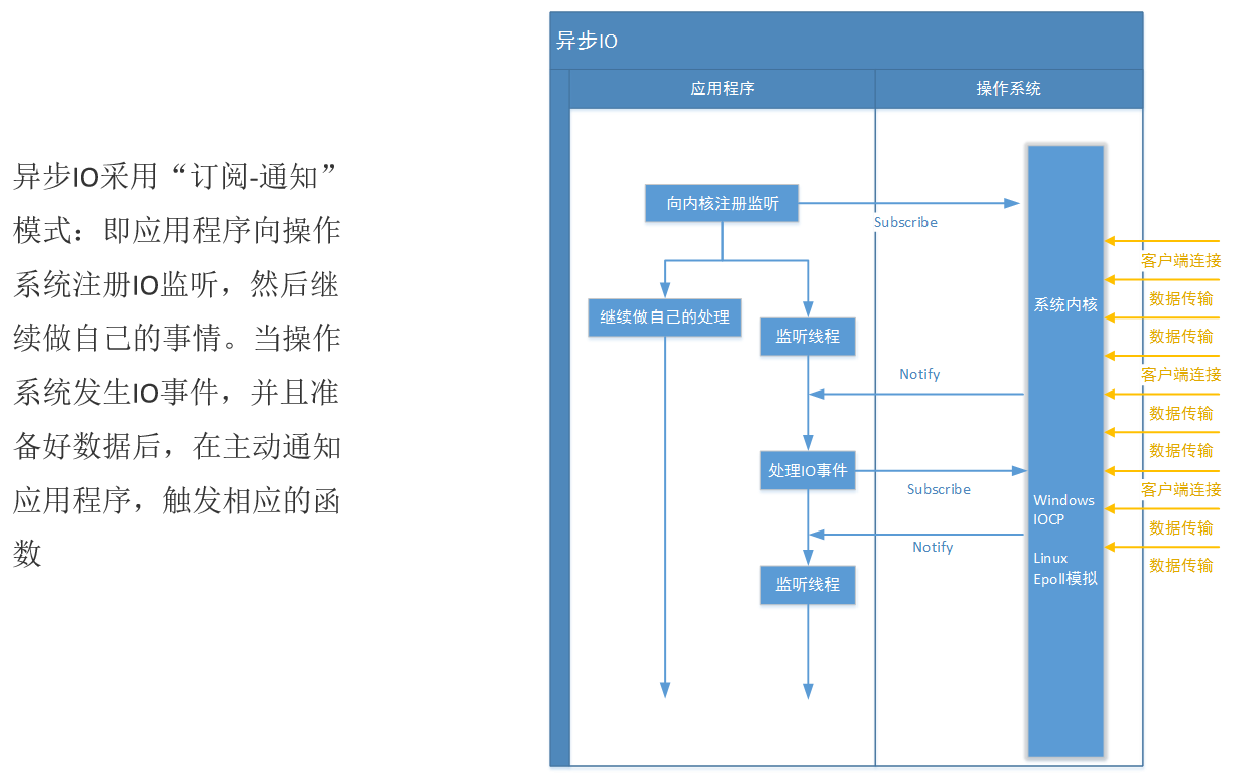 异步IO采用“订阅-通知”
模式：即应用程序向操作
系统注册IO监听，然后继
续做自己的事情。当操作
系统发生IO事件，并且准
备好数据后，在主动通知
应用程序，触发相应的函
数
异步IO
应用程序
操作系统
向内核注册监听
Subscribe
继续做自己的处理
监听线程
Notify
处理IO事件
Subscribe
Notify
监听线程
系统内核
Windows
IOCP
Linux
Epoll模拟
客户端连接
数据传输
数据传输
客户端连接
数据传输
数据传输
客户端连接
数据传输
数据传输